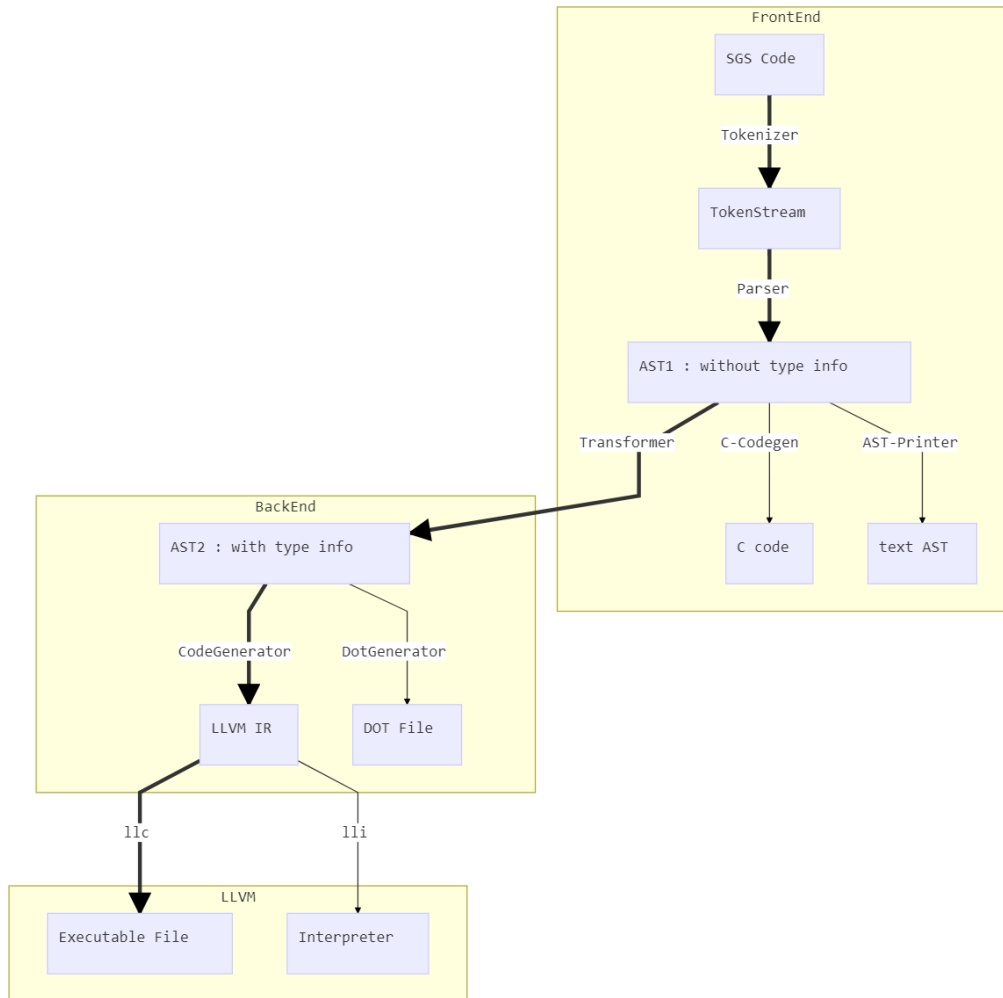 FrontEnd
SGS Code
Tokenizer
TokenStream
Parser
AST1 : without type info
Transformer
C-Codegen
AST-Printer
BackEnd
AST2 : with type info
C code
text AST
CodeGenerator
DotGenerator
LLVM IR
DOT File
llc
lli
LLVM
Executable File
Interpreter